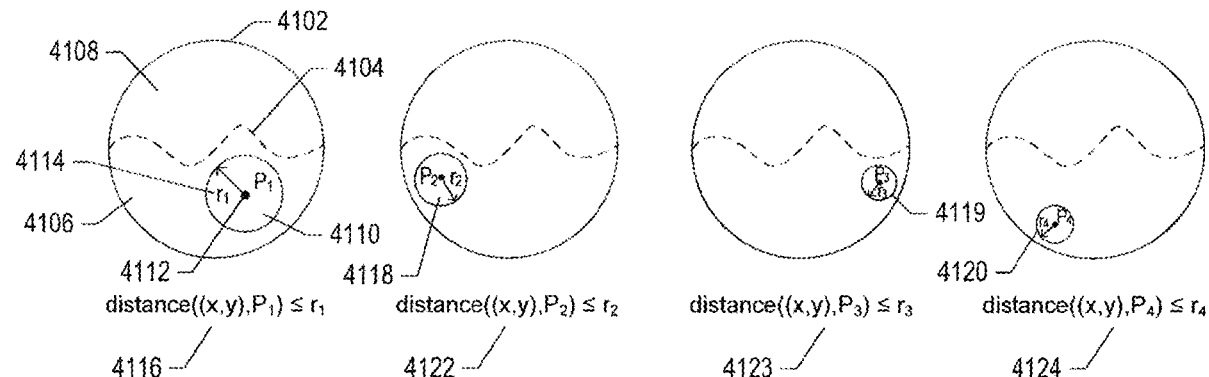 4102
4108
4104
4114
r₁
P₁
4106
4110
4112
distance((x,y),P₁) ≤ r₁
4116
P₂
r₂
4118
distance((x,y),P₂) ≤ r₂
4122
P₃
r₃
4119
distance((x,y),P₃) ≤ r₃
4123
r₄
P₄
4120
distance((x,y),P₄) ≤ r₄
4124